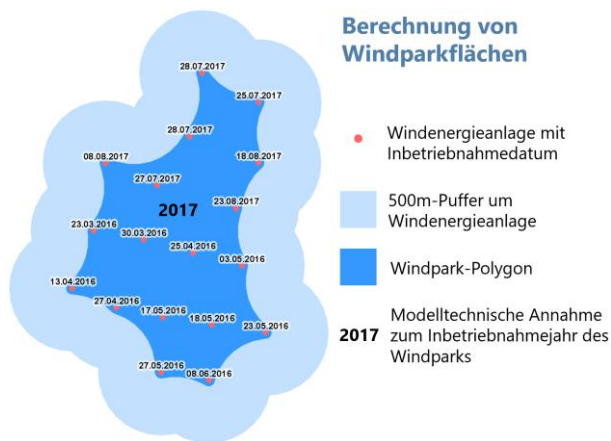 Berechnung von
Windparkflächen
28.07.2017
25.07.2017
28.07.2017
08.08.2017
18.08.2017
27.07.2017
2017
23.08.2017
23.03.2016
30.03.2016
25.04.2016
03.05.2016
13.04.2016
27.04.2016
17.05.2016
18.05.2016
23.05.2016
27.05.2016
08.06.2016
Windenergieanlage mit
Inbetriebnahmedatum
500m-Puffer um
Windenergieanlage
Windpark-Polygon
2017
Modelltechnische Annahme
zum Inbetriebnahmejahr des
Windparks